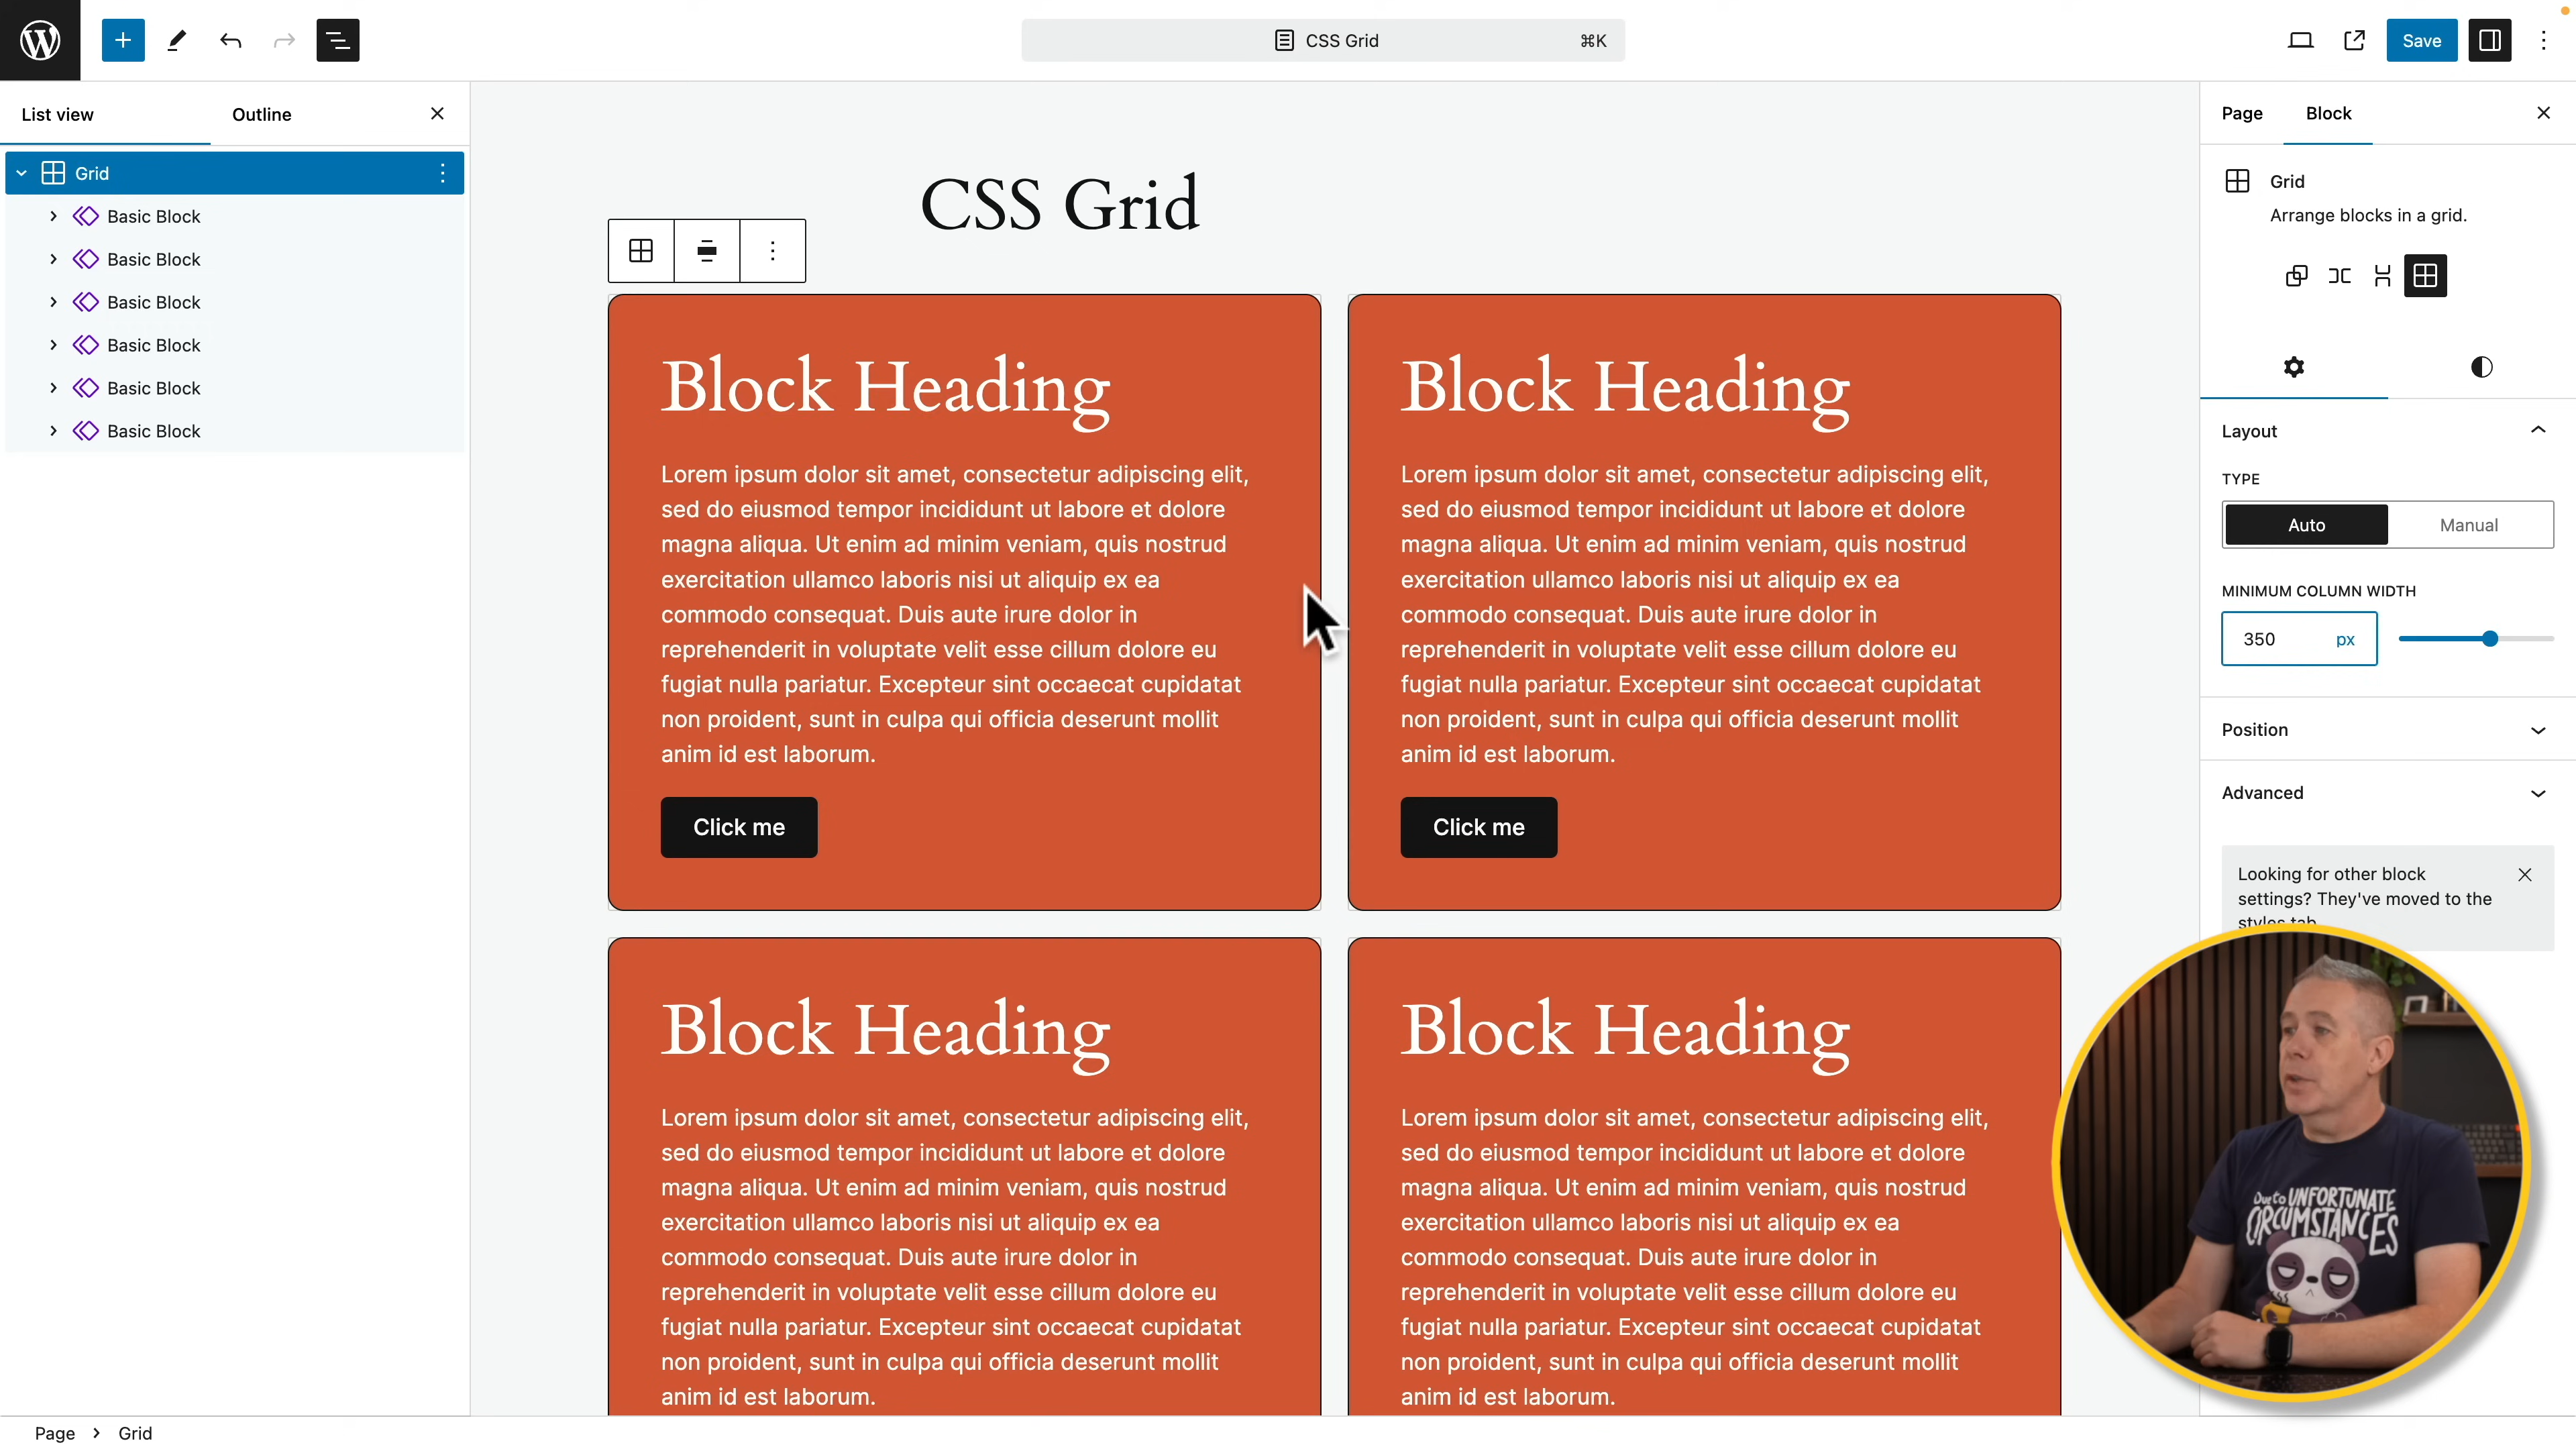 CSS Grid
⌘K
Save
List view
Outline
Grid
Basic Block
Basic Block
Basic Block
Basic Block
Basic Block
Basic Block
CSS Grid
Block Heading
Lorem ipsum dolor sit amet, consectetur adipiscing elit,
sed do eiusmod tempor incididunt ut labore et dolore
magna aliqua. Ut enim ad minim veniam, quis nostrud
exercitation ullamco laboris nisi ut aliquip ex ea
commodo consequat. Duis aute irure dolor in
reprehenderit in voluptate velit esse cillum dolore eu
fugiat nulla pariatur. Excepteur sint occaecat cupidatat
non proident, sunt in culpa qui officia deserunt mollit
anim id est laborum.
Click me
Block Heading
Lorem ipsum dolor sit amet, consectetur adipiscing elit,
sed do eiusmod tempor incididunt ut labore et dolore
magna aliqua. Ut enim ad minim veniam, quis nostrud
exercitation ullamco laboris nisi ut aliquip ex ea
commodo consequat. Duis aute irure dolor in
reprehenderit in voluptate velit esse cillum dolore eu
fugiat nulla pariatur. Excepteur sint occaecat cupidatat
non proident, sunt in culpa qui officia deserunt mollit
anim id est laborum.
Click me
Block Heading
Lorem ipsum dolor sit amet, consectetur adipiscing elit,
sed do eiusmod tempor incididunt ut labore et dolore
magna aliqua. Ut enim ad minim veniam, quis nostrud
exercitation ullamco laboris nisi ut aliquip ex ea
commodo consequat. Duis aute irure dolor in
reprehenderit in voluptate velit esse cillum dolore eu
fugiat nulla pariatur. Excepteur sint occaecat cupidatat
non proident, sunt in culpa qui officia deserunt mollit
anim id est laborum.
Block Heading
Lorem ipsum dolor sit amet, consectetur adipiscing elit,
sed do eiusmod tempor incididunt ut labore et dolore
magna aliqua. Ut enim ad minim veniam, quis nostrud
exercitation ullamco laboris nisi ut aliquip ex ea
commodo consequat. Duis aute irure dolor in
reprehenderit in voluptate velit esse cillum dolore eu
fugiat nulla pariatur. Excepteur sint occaecat cupidatat
non proident, sunt in culpa qui officia deserunt mollit
anim id est laborum.
Page
Block
Grid
Arrange blocks in a grid.
Layout
TYPE
Auto
Manual
MINIMUM COLUMN WIDTH
350 px
Position
Advanced
Looking for other block
settings? They've moved to the
styles tab
Due to UNFORTUNATE
CIRCUMSTANCES
Page
Grid